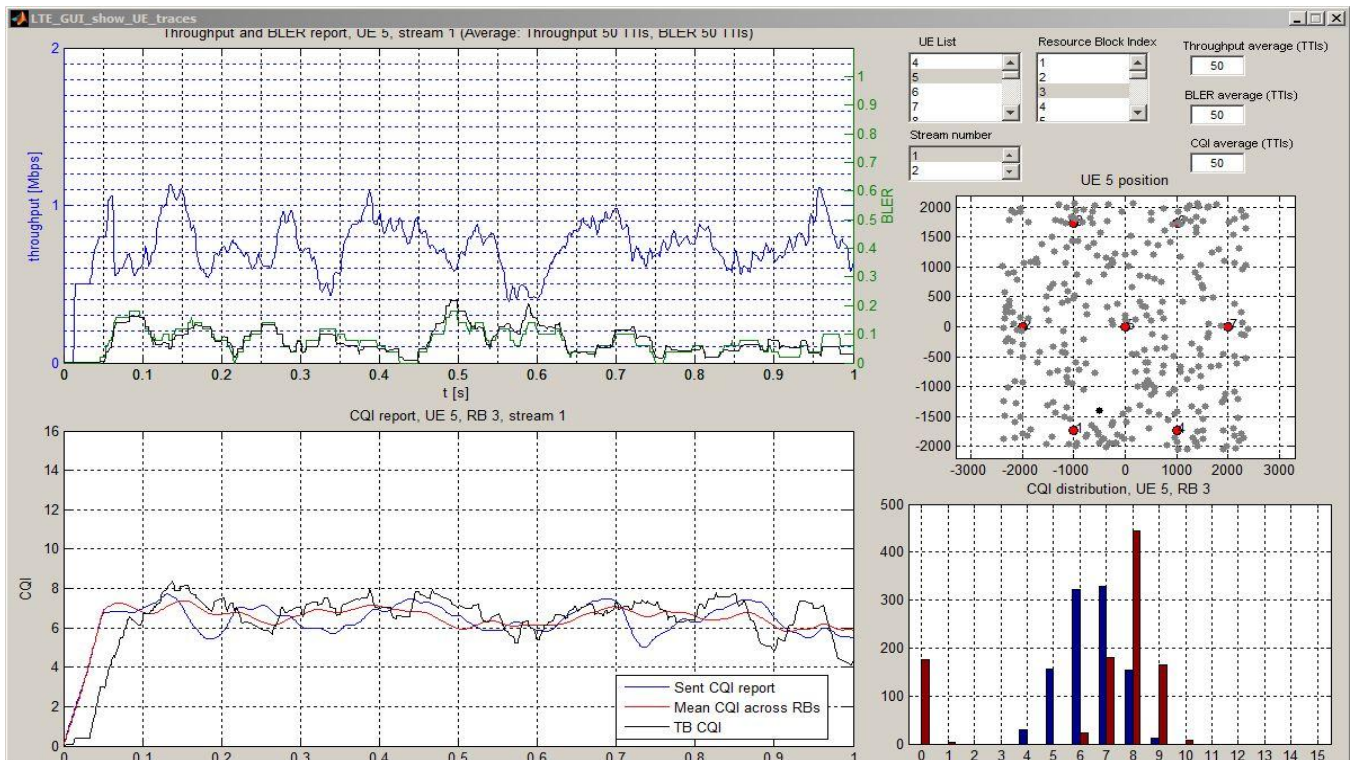 LTE_GUI_show_UE_traces
Throughput and BLER report, UE 5, stream 1 (Average: Throughput 50 TTIs, BLER 50 TTIs)
2
1
0
throughput [Mbps]
1
0.9
0.8
0.7
0.6
0.5
0.4
0.3
0.2
0.1
0
BLER
0 0.1 0.2 0.3 0.4 0.5 0.6 0.7 0.8 0.9 1
t [s]
UE List
4
5
6
7
Resource Block Index
1
2
3
4
5
Throughput average (TTIs)
50
BLER average (TTIs)
50
CQI average (TTIs)
50
Stream number
1
2
UE 5 position
2000
1500
1000
500
0
-500
-1000
-1500
-2000
7
1
4
-3000 -2000 -1000 0 1000 2000 3000
CQI report, UE 5, RB 3, stream 1
16
14
12
10
8
6
4
2
0
CQI
Sent CQI report
Mean CQI across RBs
TB CQI
0 0.1 0.2 0.3 0.4 0.5 0.6 0.7 0.8 0.9 1
CQI distribution, UE 5, RB 3
500
400
300
200
100
0
0 1 2 3 4 5 6 7 8 9 10 11 12 13 14 15